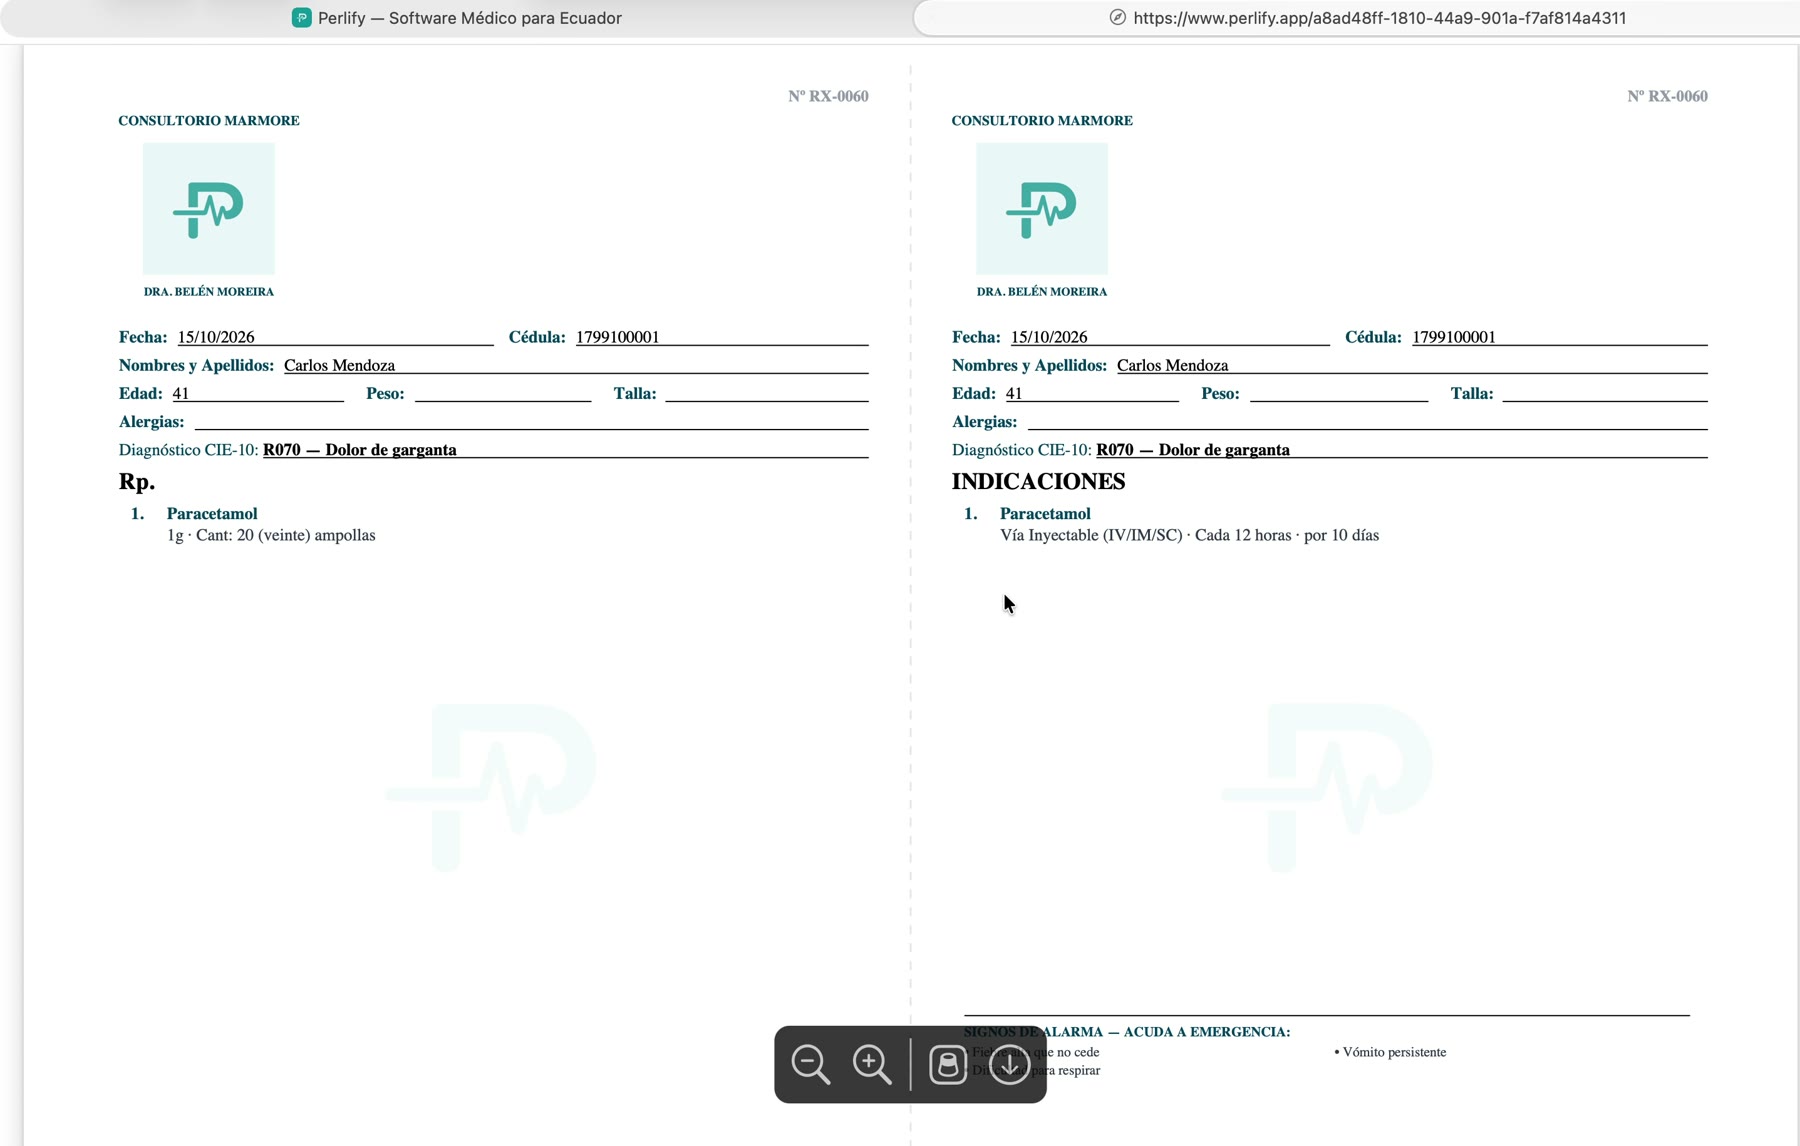 Perlify — Software Médico para Ecuador
https://www.perlify.app/a8ad48ff-1810-44a9-901a-f7af814a4311
Nº RX-0060
CONSULTORIO MARMORE
DRA. BELÉN MOREIRA
Fecha: 15/10/2026 Cédula: 1799100001
Nombres y Apellidos: Carlos Mendoza
Edad: 41 Peso: Talla:
Alergias:
Diagnóstico CIE-10: R070 — Dolor de garganta
Rp.
1. Paracetamol
1g · Cant: 20 (veinte) ampollas
Nº RX-0060
CONSULTORIO MARMORE
DRA. BELÉN MOREIRA
Fecha: 15/10/2026 Cédula: 1799100001
Nombres y Apellidos: Carlos Mendoza
Edad: 41 Peso: Talla:
Alergias:
Diagnóstico CIE-10: R070 — Dolor de garganta
INDICACIONES
1. Paracetamol
Vía Inyectable (IV/IM/SC) · Cada 12 horas · por 10 días
SIGNOS DE ALARMA — ACUDA A EMERGENCIA:
• Fiebre alta que no cede
• Vómito persistente
• Dificultad para respirar